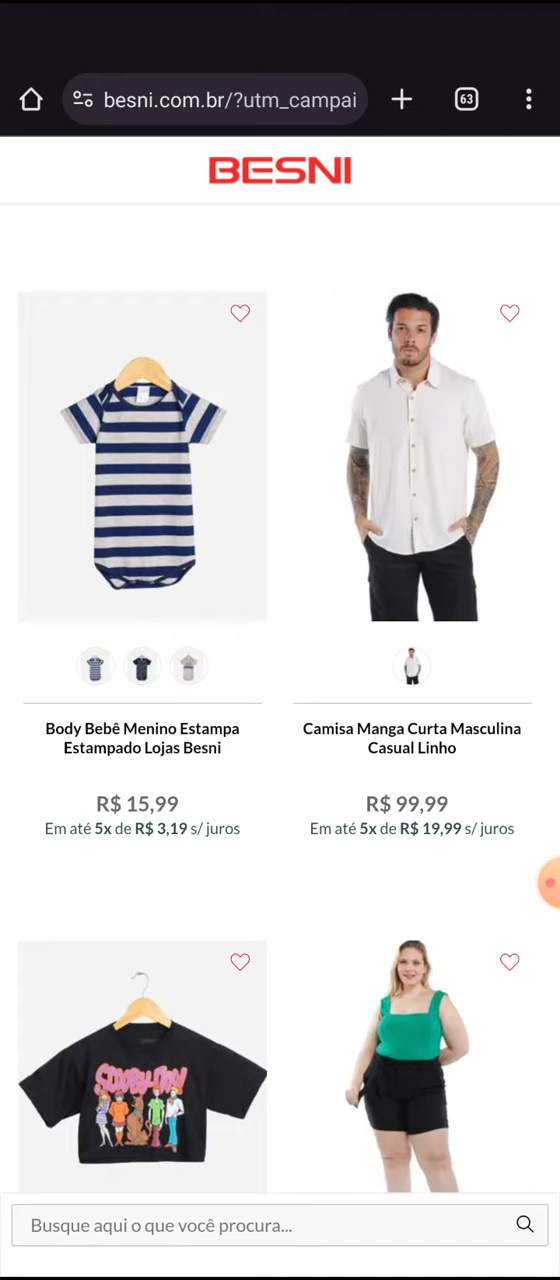 besni.com.br/?utm_campai
63
BESNI
Body Bebê Menino Estampa
Estampado Lojas Besni
R$ 15,99
Em até 5x de R$ 3,19 s/ juros
Camisa Manga Curta Masculina
Casual Linho
R$ 99,99
Em até 5x de R$ 19,99 s/ juros
Busque aqui o que você procura...